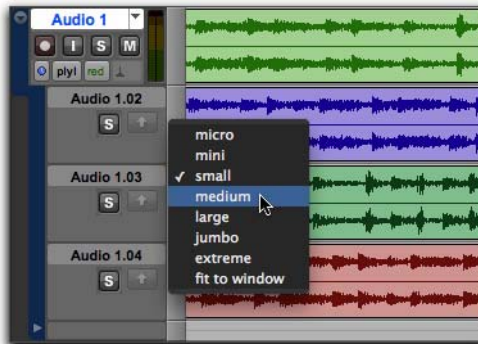 Audio 1
I S M
plyl red
Audio 1.02
S
Audio 1.03
S
Audio 1.04
S
micro
mini
✓ small
medium
large
jumbo
extreme
fit to window